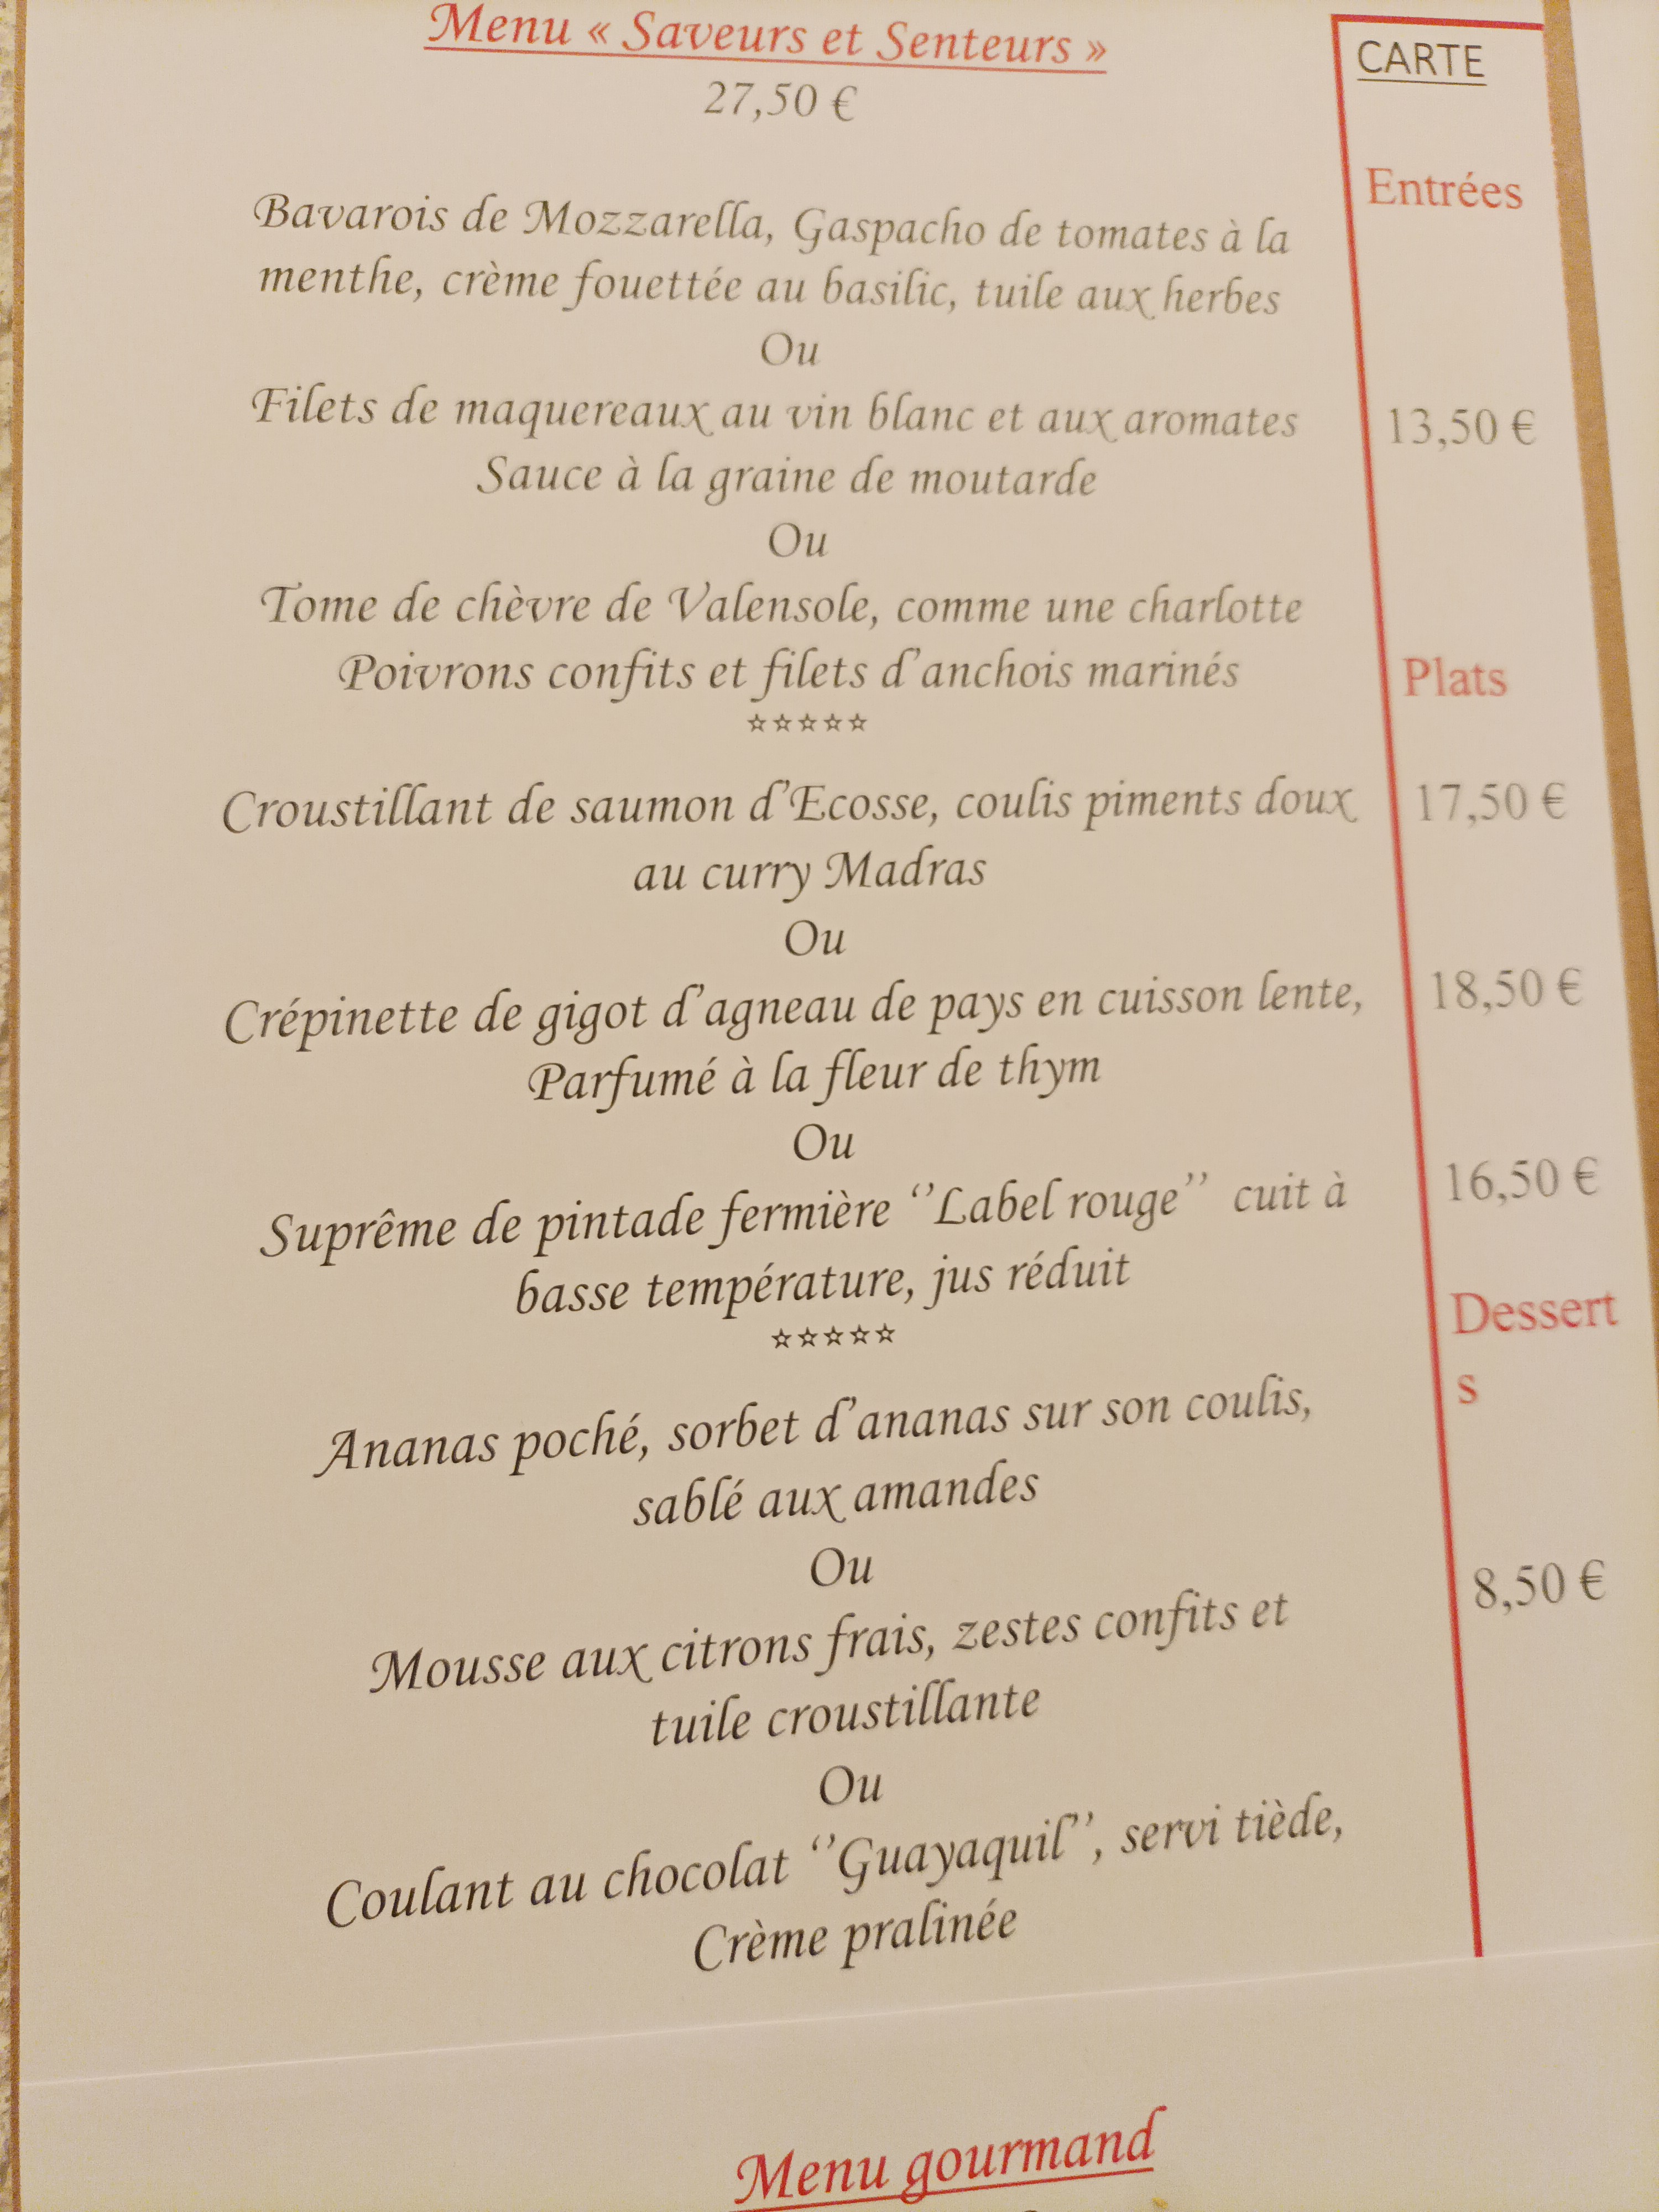 Menu « Saveurs et Senteurs »
27,50 €
CARTE
Entrées
Bavarois de Mozzarella, Gaspacho de tomates à la
menthe, crème fouettée au basilic, tuile aux herbes
Ou
Filets de maquereaux au vin blanc et aux aromates
13,50 €
Sauce à la graine de moutarde
Ou
Tome de chèvre de Valensole, comme une charlotte
Poivrons confits et filets d'anchois marinés
Plats
☆☆☆☆☆
Croustillant de saumon d'Ecosse, coulis piments doux
17,50 €
au curry Madras
Ou
Crépinette de gigot d'agneau de pays en cuisson lente,
18,50 €
Parfumé à la fleur de thym
Ou
Suprême de pintade fermière ‘’Label rouge’’ cuit à
16,50 €
basse température, jus réduit
☆☆☆☆☆
Dessert
s
Ananas poché, sorbet d'ananas sur son coulis,
sablé aux amandes
Ou
8,50 €
Mousse aux citrons frais, zestes confits et
tuile croustillante
Ou
Coulant au chocolat ‘’Guayaquil’’, servi tiède,
Crème pralinée
Menu gourmand